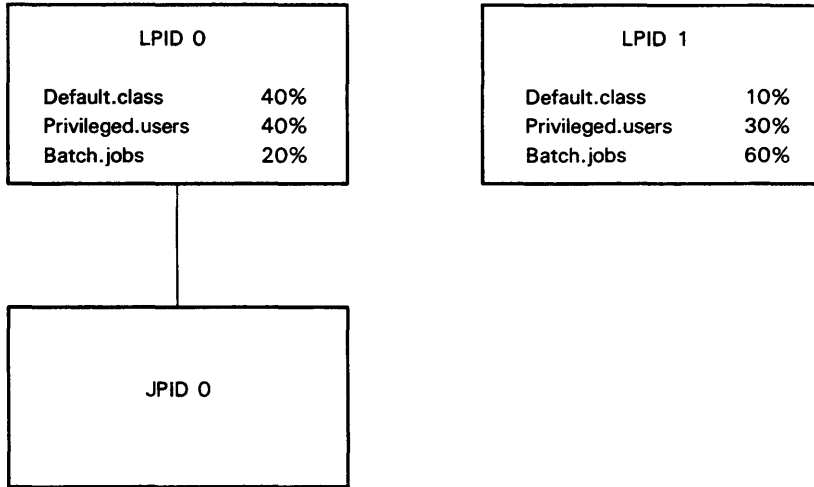 LPID 0
Default.class 40%
Privileged.users 40%
Batch.jobs 20%
LPID 1
Default.class 10%
Privileged.users 30%
Batch.jobs 60%
JPID 0